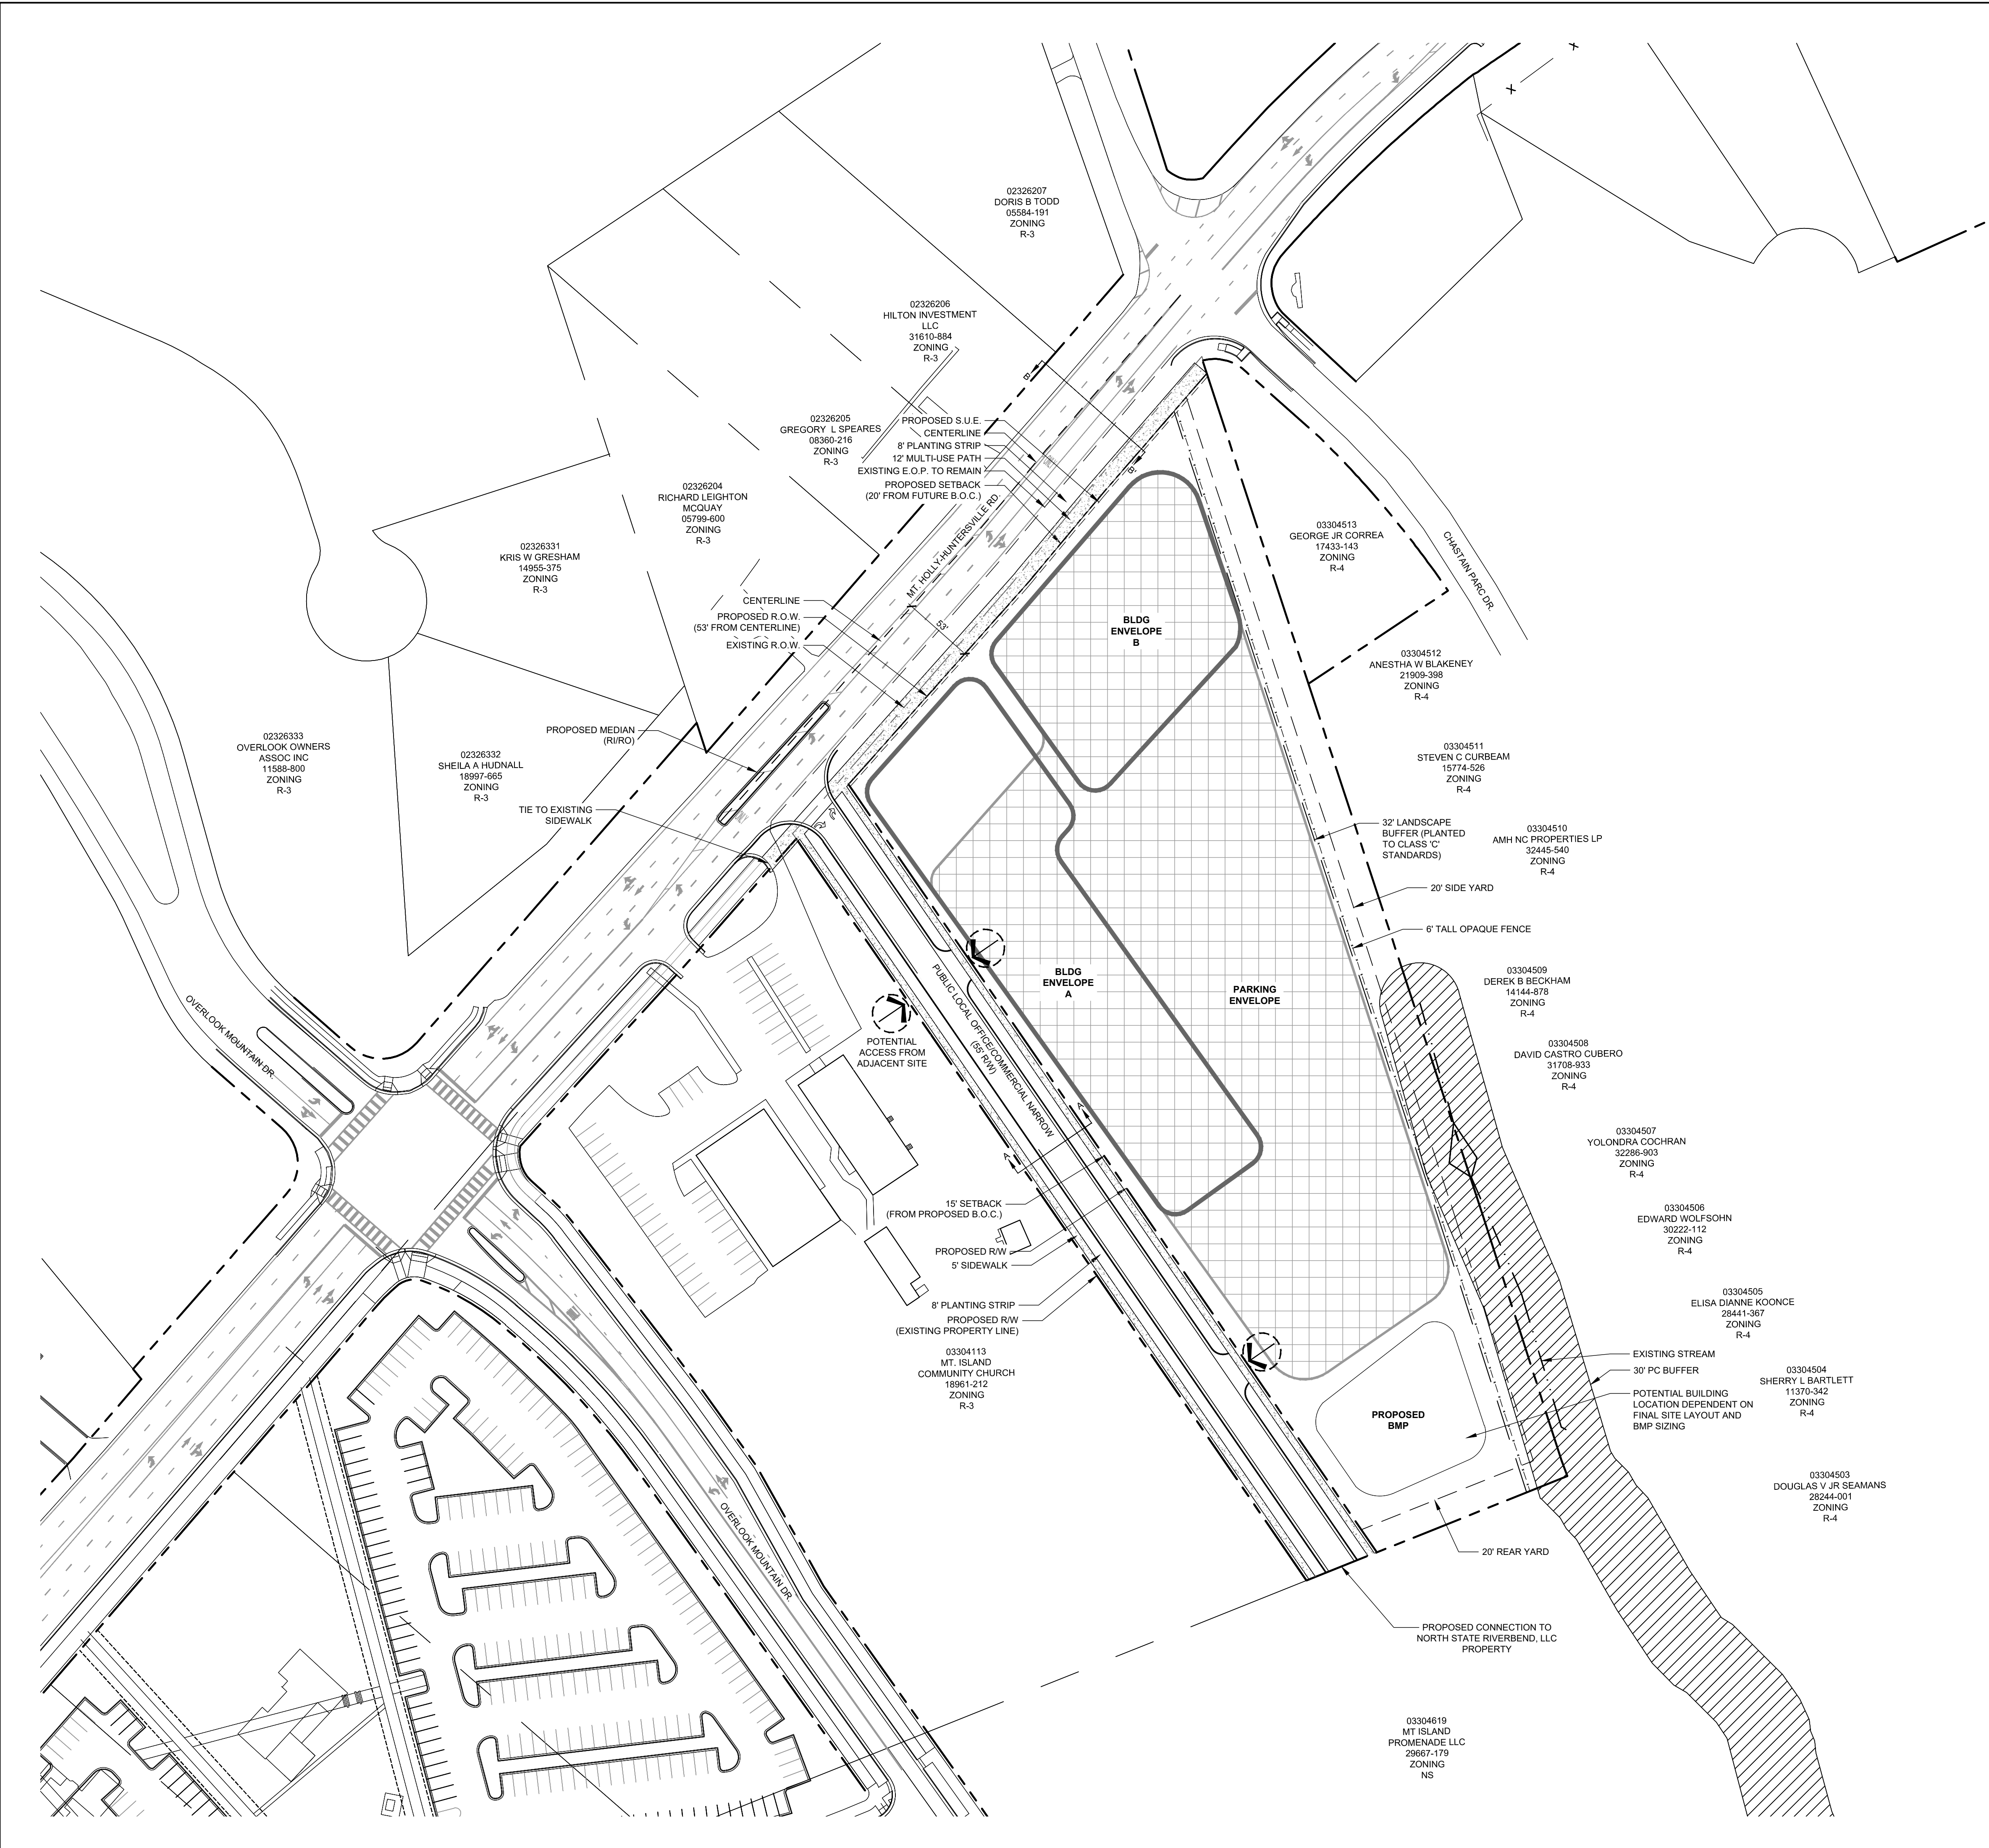 X
X
02326207
DORIS B TODD
05584-191
ZONING
R-3
02326206
HILTON INVESTMENT
LLC
31610-884
ZONING
R-3
B
02326205
GREGORY L SPEARES
08360-216
ZONING
R-3
PROPOSED S.U.E.
CENTERLINE
8' PLANTING STRIP
12' MULTI-USE PATH
EXISTING E.O.P. TO REMAIN
PROPOSED SETBACK
(20' FROM FUTURE B.O.C.)
B'
02326204
RICHARD LEIGHTON
MCQUAY
05799-600
ZONING
R-3
MT. HOLLY-HUNTERSVILLE RD.
03304513
GEORGE JR CORREA
17433-143
ZONING
R-4
CHASTAIN PARC DR.
02326331
KRIS W GRESHAM
14955-375
ZONING
R-3
CENTERLINE
PROPOSED R.O.W.
(53' FROM CENTERLINE)
EXISTING R.O.W.
53'
BLDG
ENVELOPE
B
03304512
ANESTHA W BLAKENEY
21909-398
ZONING
R-4
02326333
OVERLOOK OWNERS
ASSOC INC
11588-800
ZONING
R-3
02326332
SHEILA A HUDNALL
18997-665
ZONING
R-3
PROPOSED MEDIAN
(RI/RO)
TIE TO EXISTING
SIDEWALK
03304511
STEVEN C CURBEAM
15774-526
ZONING
R-4
32' LANDSCAPE
BUFFER (PLANTED
TO CLASS 'C'
STANDARDS)
03304510
AMH NC PROPERTIES LP
32445-540
ZONING
R-4
20' SIDE YARD
6' TALL OPAQUE FENCE
OVERLOOK MOUNTAIN DR.
PUBLIC LOCAL OFFICE/COMMERCIAL NARROW
(55' R/W)
BLDG
ENVELOPE
A
PARKING
ENVELOPE
03304509
DEREK B BECKHAM
14144-878
ZONING
R-4
POTENTIAL
ACCESS FROM
ADJACENT SITE
03304508
DAVID CASTRO CUBERO
31708-933
ZONING
R-4
A'
A
03304507
YOLONDRA COCHRAN
32286-903
ZONING
R-4
15' SETBACK
(FROM PROPOSED B.O.C.)
PROPOSED R/W
5' SIDEWALK
8' PLANTING STRIP
PROPOSED R/W
(EXISTING PROPERTY LINE)
03304506
EDWARD WOLFSOHN
30222-112
ZONING
R-4
03304505
ELISA DIANNE KOONCE
28441-367
ZONING
R-4
03304113
MT. ISLAND
COMMUNITY CHURCH
18961-212
ZONING
R-3
EXISTING STREAM
30' PC BUFFER
POTENTIAL BUILDING
LOCATION DEPENDENT ON
FINAL SITE LAYOUT AND
BMP SIZING
03304504
SHERRY L BARTLETT
11370-342
ZONING
R-4
PROPOSED
BMP
03304503
DOUGLAS V JR SEAMANS
28244-001
ZONING
R-4
OVERLOOK MOUNTAIN DR.
20' REAR YARD
PROPOSED CONNECTION TO
NORTH STATE RIVERBEND, LLC
PROPERTY
03304619
MT ISLAND
PROMENADE LLC
29667-179
ZONING
NS